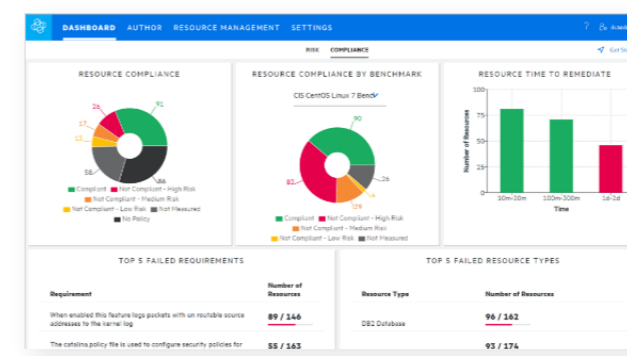 DASHBOARD AUTHOR RESOURCE MANAGEMENT SETTINGS ?
RISK COMPLIANCE
RESOURCE COMPLIANCE
91
26
17
13
58
86
Compliant Not Compliant - High Risk
Not Compliant - Medium Risk
Not Compliant - Low Risk Not Measured
No Policy
RESOURCE COMPLIANCE BY BENCHMARK
CIS CentOS Linux 7 Bench
90
82
26
4
29
Compliant Not Compliant - High Risk
Not Compliant - Medium Risk
Not Compliant - Low Risk Not Measured
RESOURCE TIME TO REMEDIATE
100
75
50
25
0
Number of Resources
10m-20m 100m-300m 1d-2d
Time
TOP 5 FAILED REQUIREMENTS
Requirement Number of
Resources
When enabled this feature logs packets with un routable source
addresses to the kernel log
89 / 146
The catalina.policy file is used to configure security policies for
55 / 163
TOP 5 FAILED RESOURCE TYPES
Resource Type Number of Resources
DB2 Database 96 / 162
93 / 174